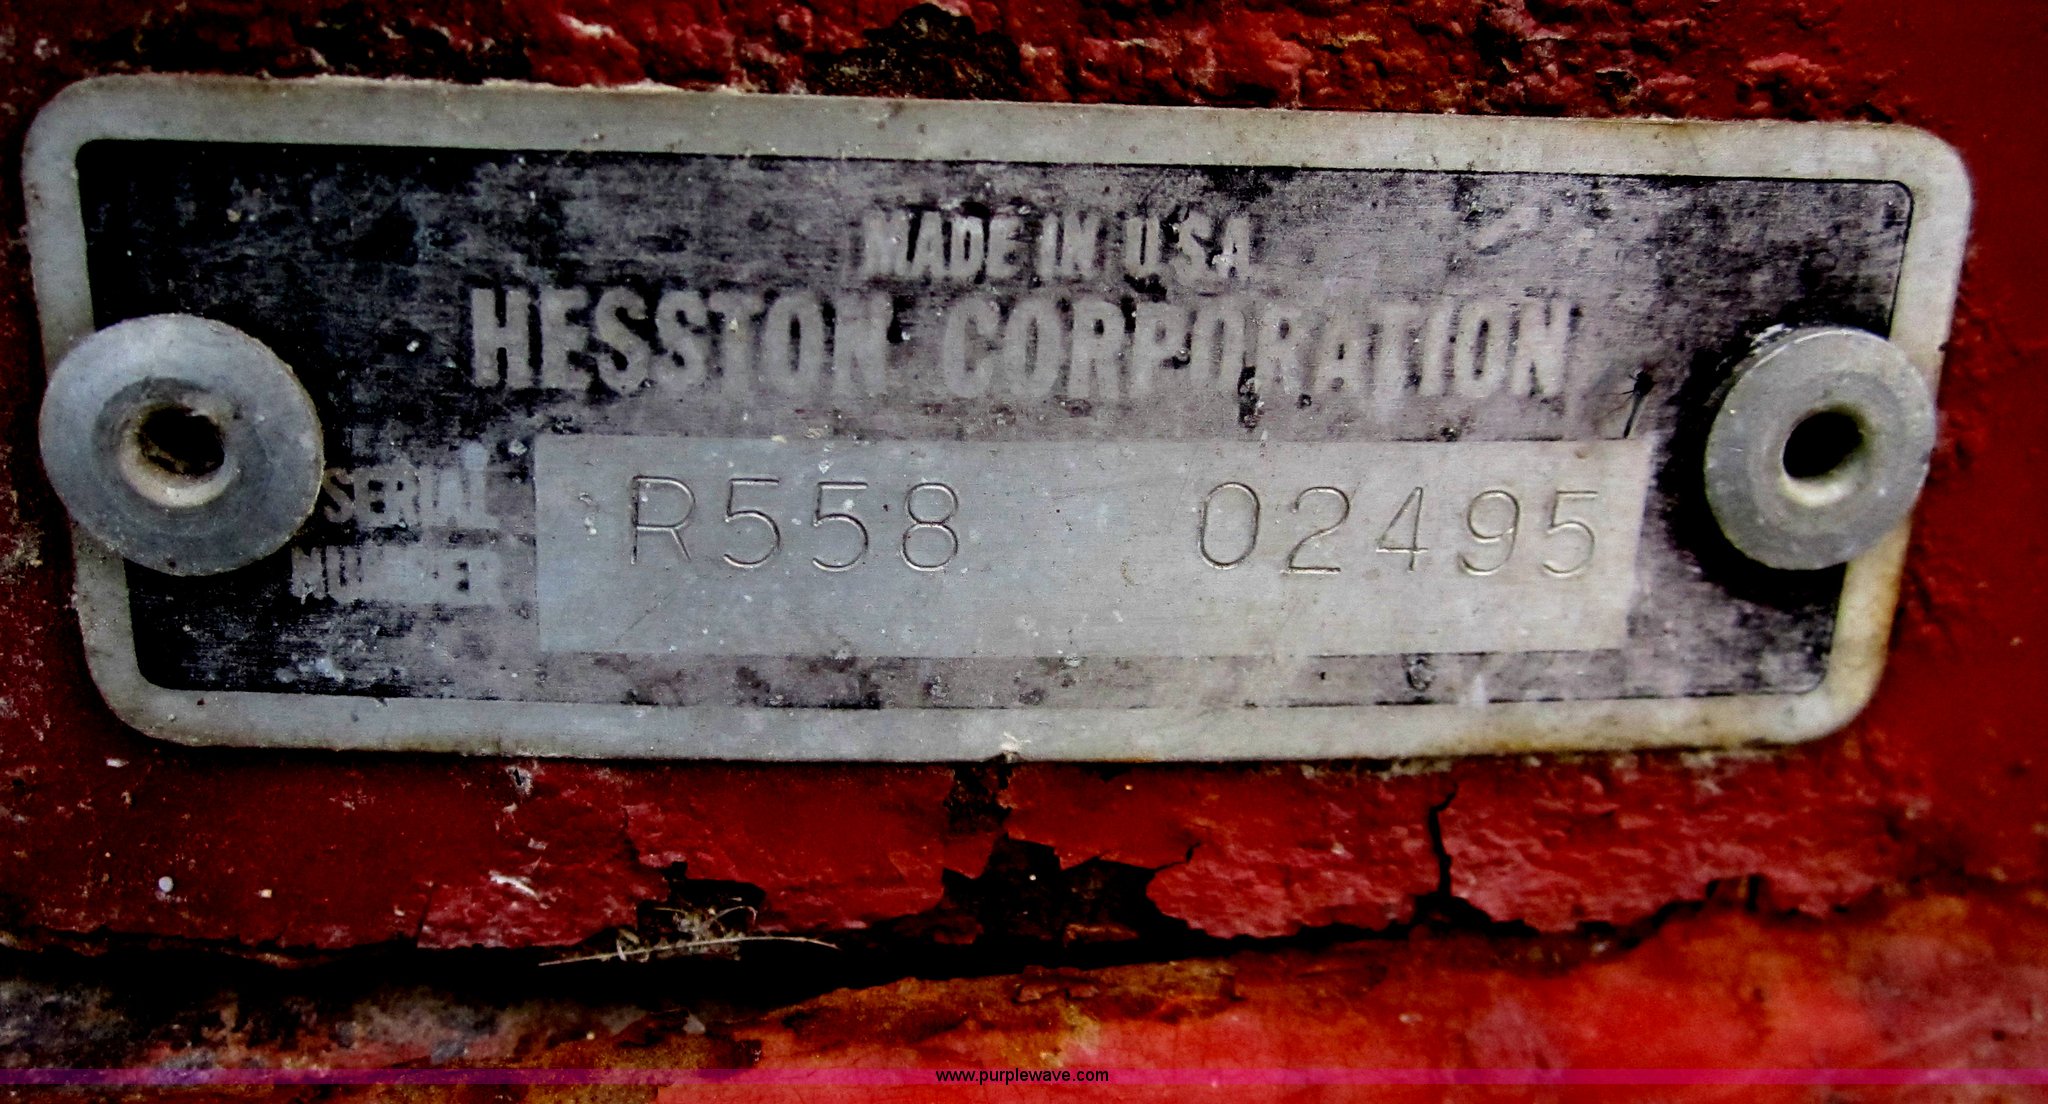 MADE IN U.S.A.
HESSTON CORPORATION
SERIAL
NUMBER
R558 02495
www.purplewave.com